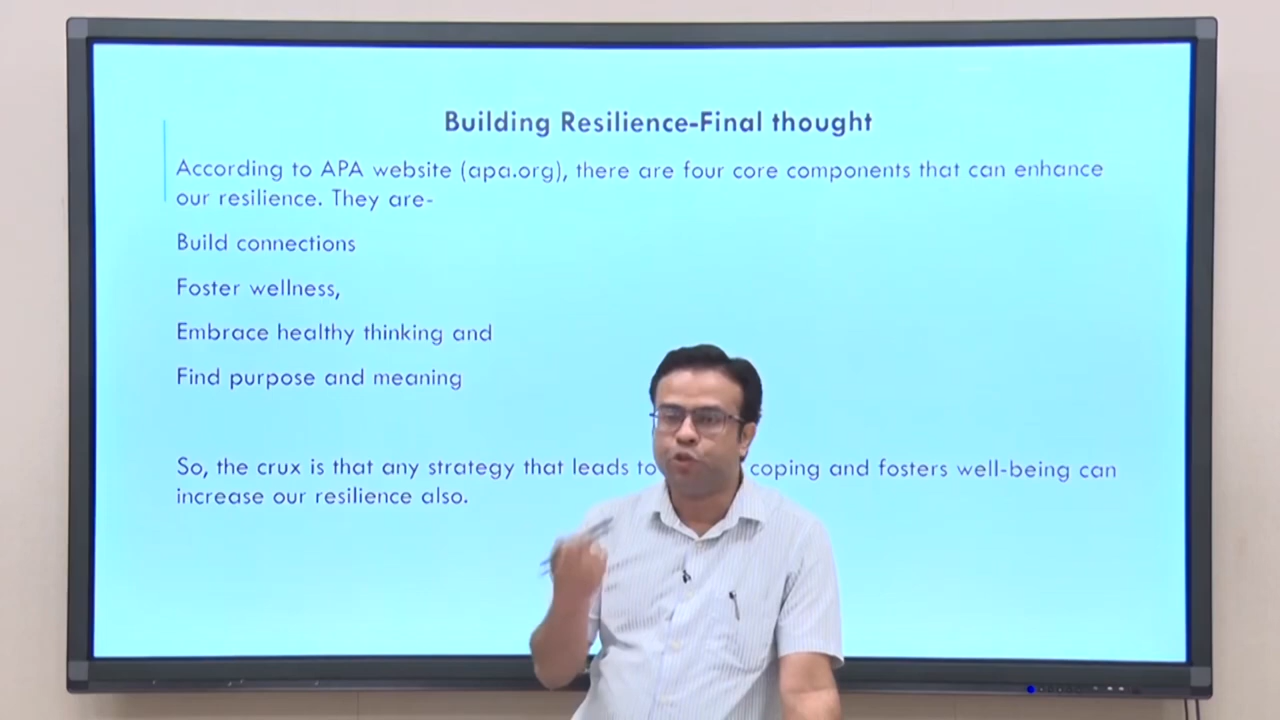 Building Resilience-Final thought
According to APA website (apa.org), there are four core components that can enhance
our resilience. They are-
Build connections
Foster wellness,
Embrace healthy thinking and
Find purpose and meaning
So, the crux is that any strategy that leads to coping and fosters well-being can
increase our resilience also.